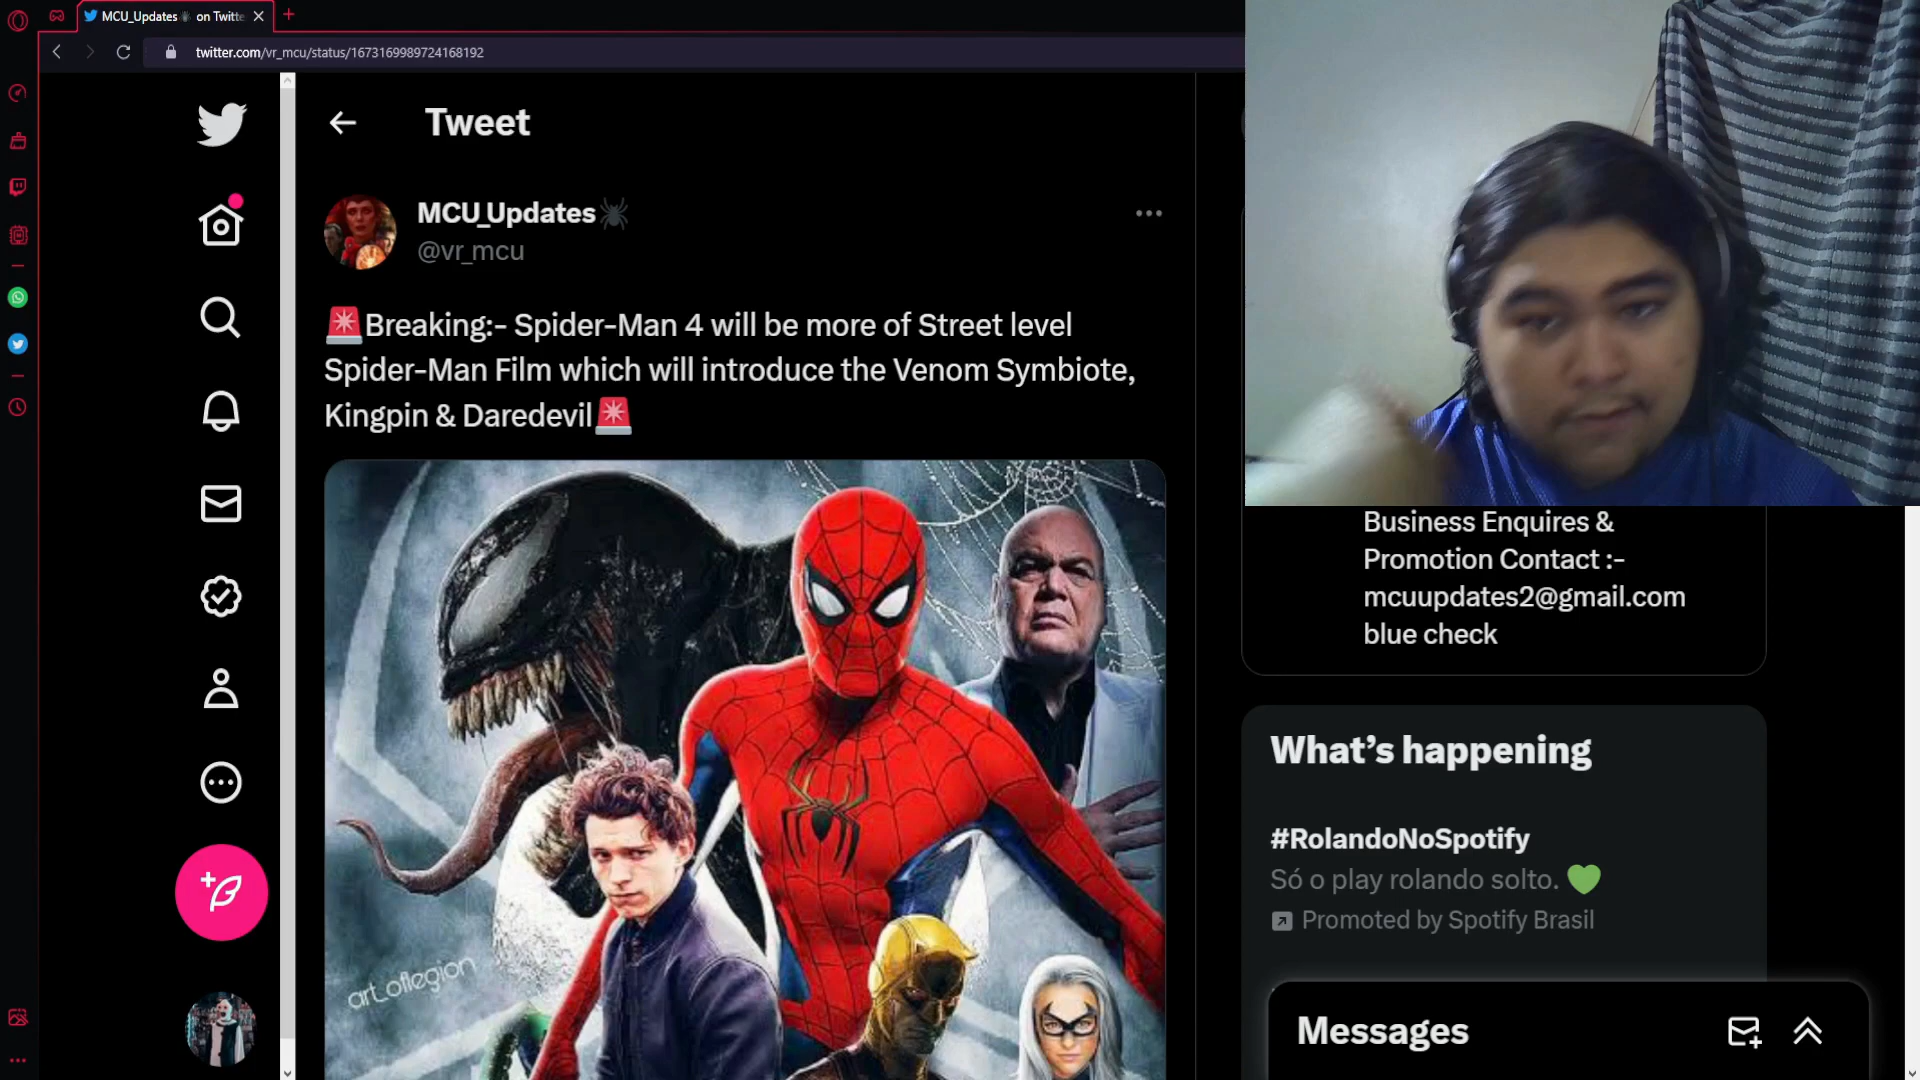 MCU_Updates🕷 on Twitte
twitter.com/vr_mcu/status/1673169989724168192
Tweet
MCU_Updates🕷
@vr_mcu
🚨Breaking:- Spider-Man 4 will be more of Street level
Spider-Man Film which will introduce the Venom Symbiote,
Kingpin & Daredevil🚨
art_oflegion
Business Enquires &
Promotion Contact :-
mcuupdates2@gmail.com
blue check
What's happening
#RolandoNoSpotify
Só o play rolando solto. 💚
Promoted by Spotify Brasil
Messages